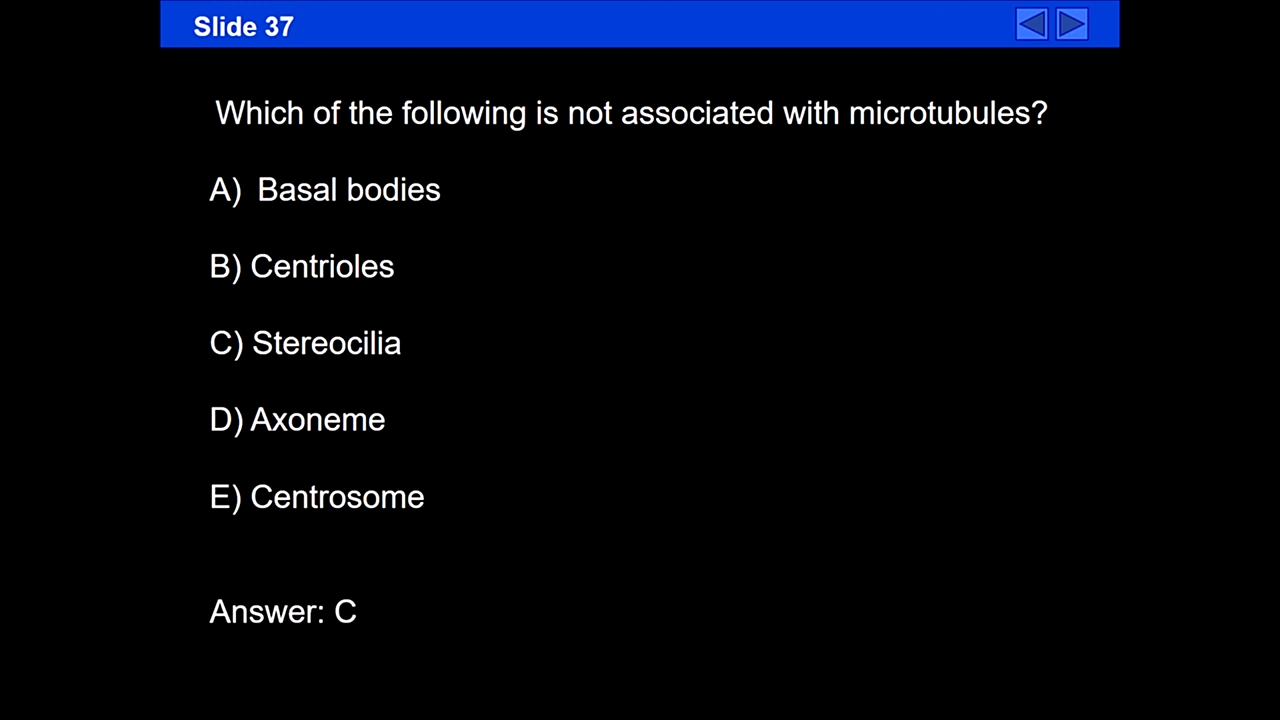 Slide 37
Which of the following is not associated with microtubules?
A) Basal bodies
B) Centrioles
C) Stereocilia
D) Axoneme
E) Centrosome
Answer: C